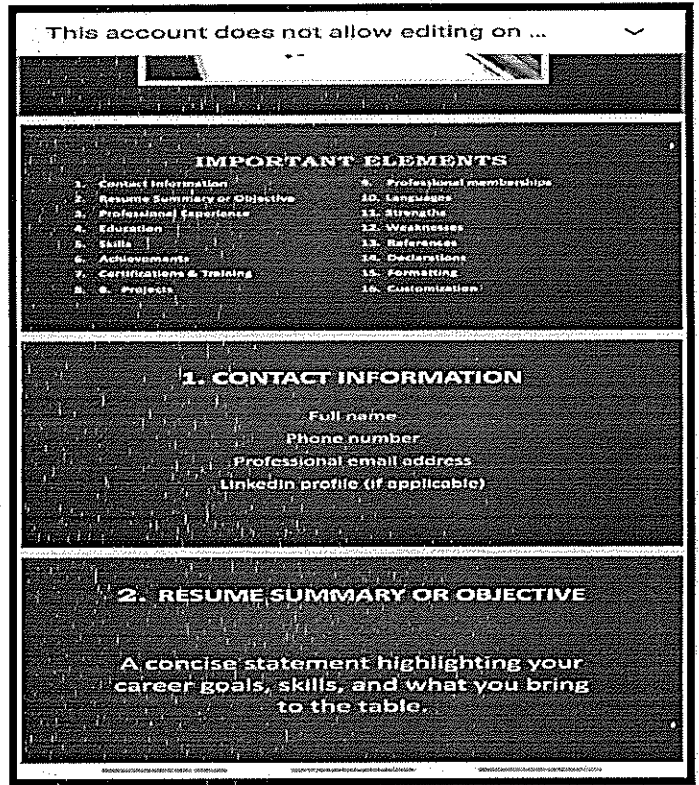 This account does not allow editing on ...
IMPORTANT ELEMENTS
1. Contact Information
2. Resume Summary or Objective
3. Professional Experience
4. Education
5. Skills
6. Achievements
7. Certifications & Training
8. 8. Projects
9. Professional memberships
10. Languages
11. Strengths
12. Weaknesses
13. References
14. Declarations
15. Formatting
16. Customization
1. CONTACT INFORMATION
Full name
Phone number
Professional email address
LinkedIn profile (if applicable)
2. RESUME SUMMARY OR OBJECTIVE
A concise statement highlighting your
career goals, skills, and what you bring
to the table.